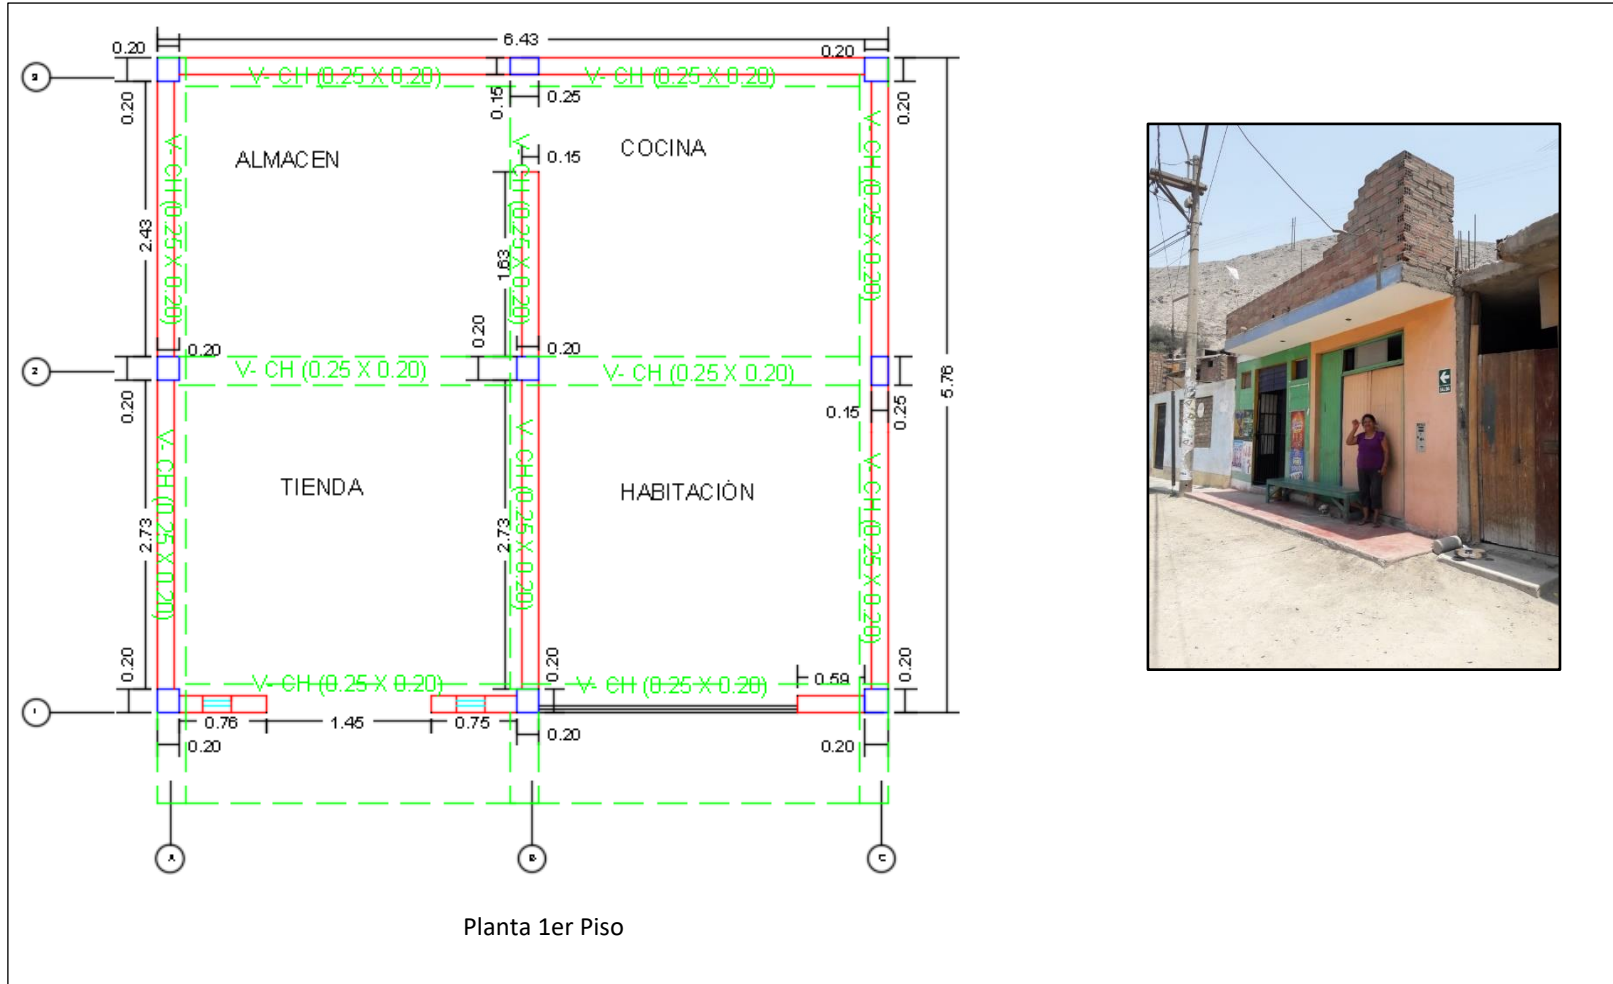 6.43
0.20
0.20
3
V- CH (0.25 X 0.20)
V- CH (0.25 X 0.20)
0.20
0.15
0.25
0.20
ALMACEN
0.15
COCINA
V- CH (0.25 X 0.20)
V- CH (0.25 X 0.20)
V- CH (0.25 X 0.20)
2.43
1.63
0.20
0.20
0.20
2
V- CH (0.25 X 0.20)
V- CH (0.25 X 0.20)
5.76
0.20
0.15
0.25
TIENDA
HABITACIÓN
V- CH (0.25 X 0.20)
V- CH (0.25 X 0.20)
V- CH (0.25 X 0.20)
2.73
2.73
0.20
V- CH (0.25 X 0.20)
0.20
V- CH (0.25 X 0.20)
0.59
0.20
1
0.76
1.45
0.75
0.20
0.20
0.20
A
B
C
Planta 1er Piso